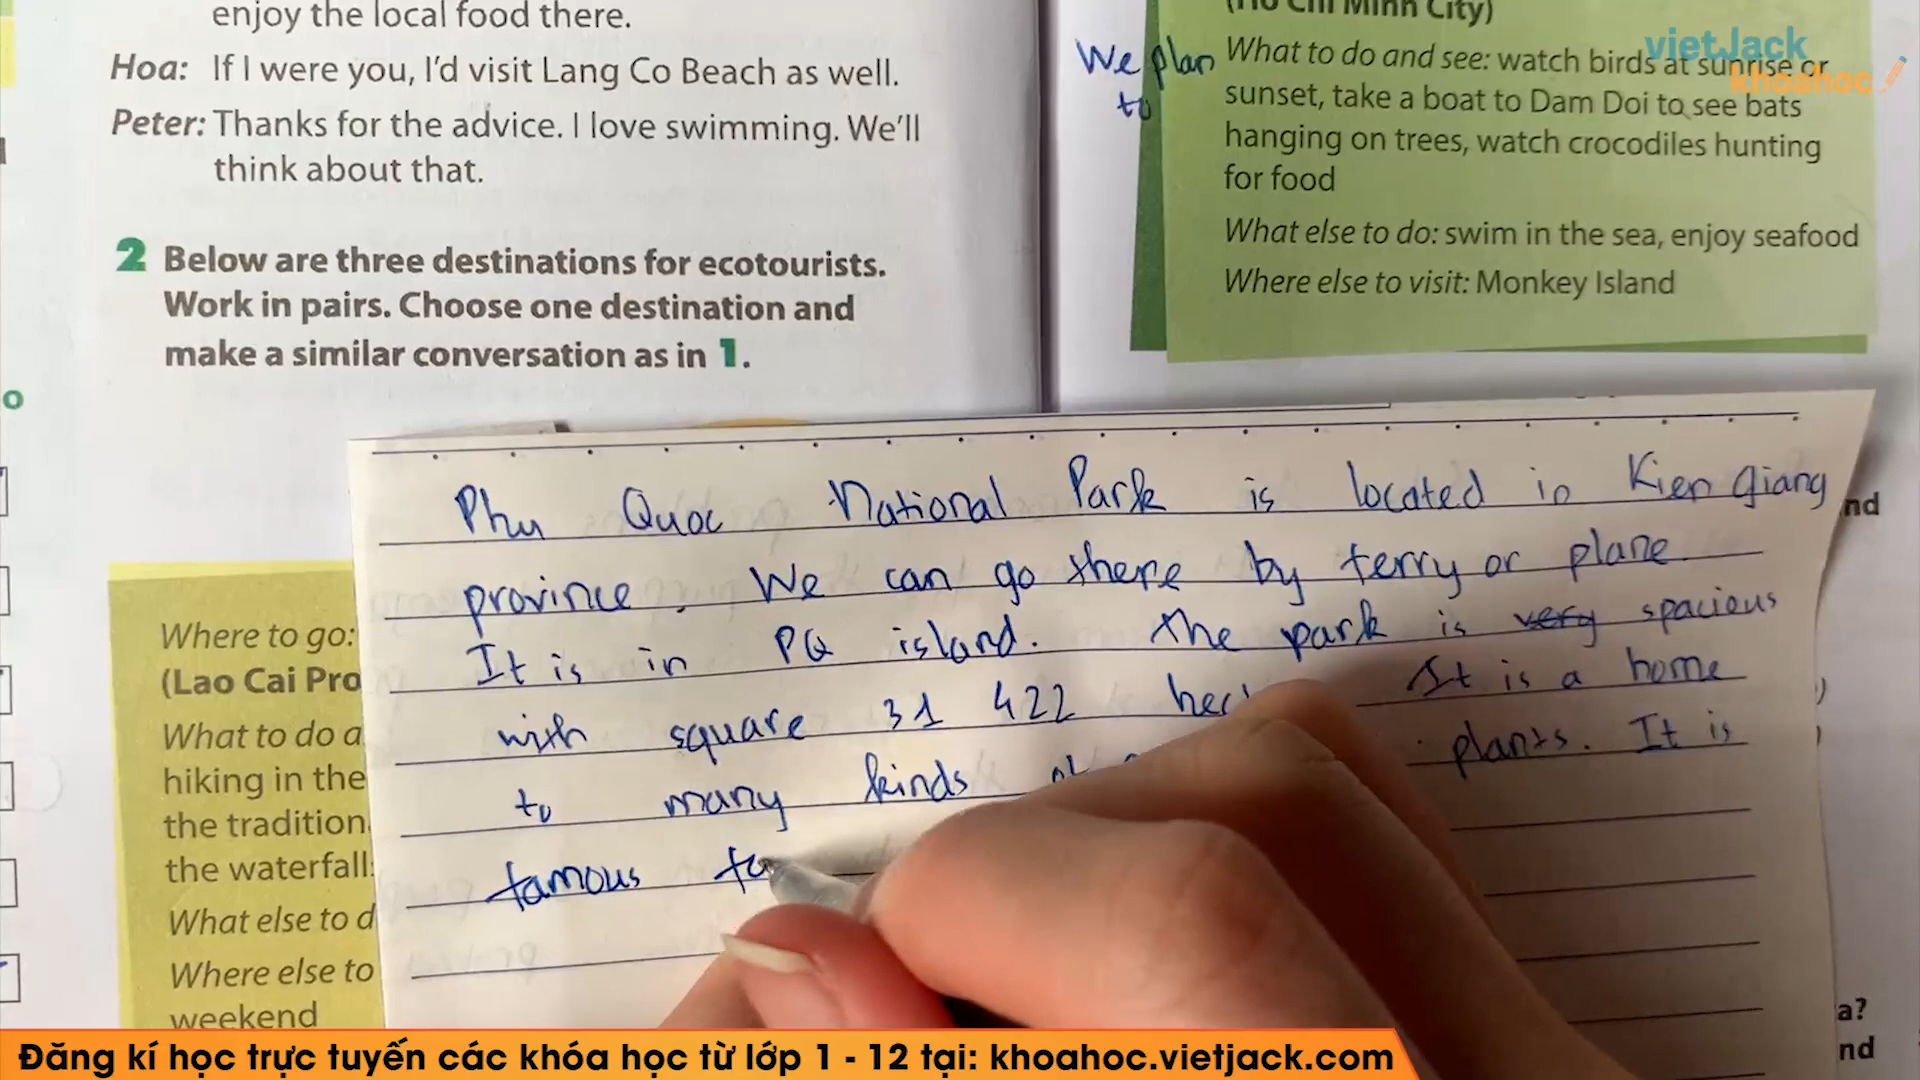 enjoy the local food there.
Hoa: If I were you, I'd visit Lang Co Beach as well.
Peter: Thanks for the advice. I love swimming. We'll
think about that.
2 Below are three destinations for ecotourists.
Work in pairs. Choose one destination and
make a similar conversation as in 1.
Where to go:
(Lao Cai Pro
What to do a
hiking in the
the tradition
the waterfall
What else to d
Where else to
weekend
(Ho Chi Minh City)
We plan
to
What to do and see: watch birds at sunrise or
sunset, take a boat to Dam Doi to see bats
hanging on trees, watch crocodiles hunting
for food
What else to do: swim in the sea, enjoy seafood
Where else to visit: Monkey Island
vietJack
khoahoc
Phu Quoc National Park is located in Kien Giang
province. We can go there by ferry or plane
It is in PQ island. The park is very spacious
with square 31 422 hec It is a home
to many kinds of plants. It is
famous fo
nd
a?
nd
Đăng kí học trực tuyến các khóa học từ lớp 1 - 12 tại: khoahoc.vietjack.com